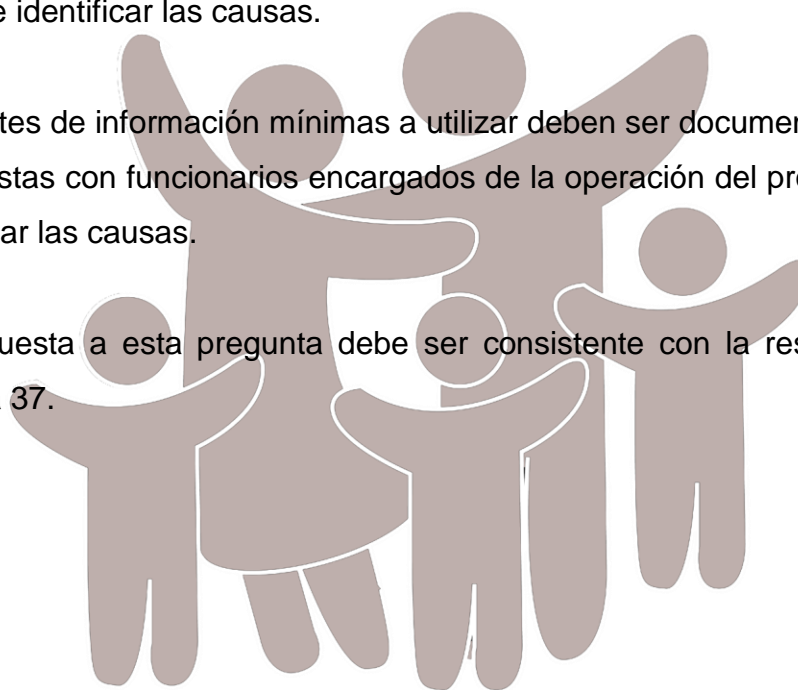 e identificar las causas.
tes de información mínimas a utilizar deben ser documen
stas con funcionarios encargados de la operación del pr
ar las causas.
uesta a esta pregunta debe ser consistente con la res
37.